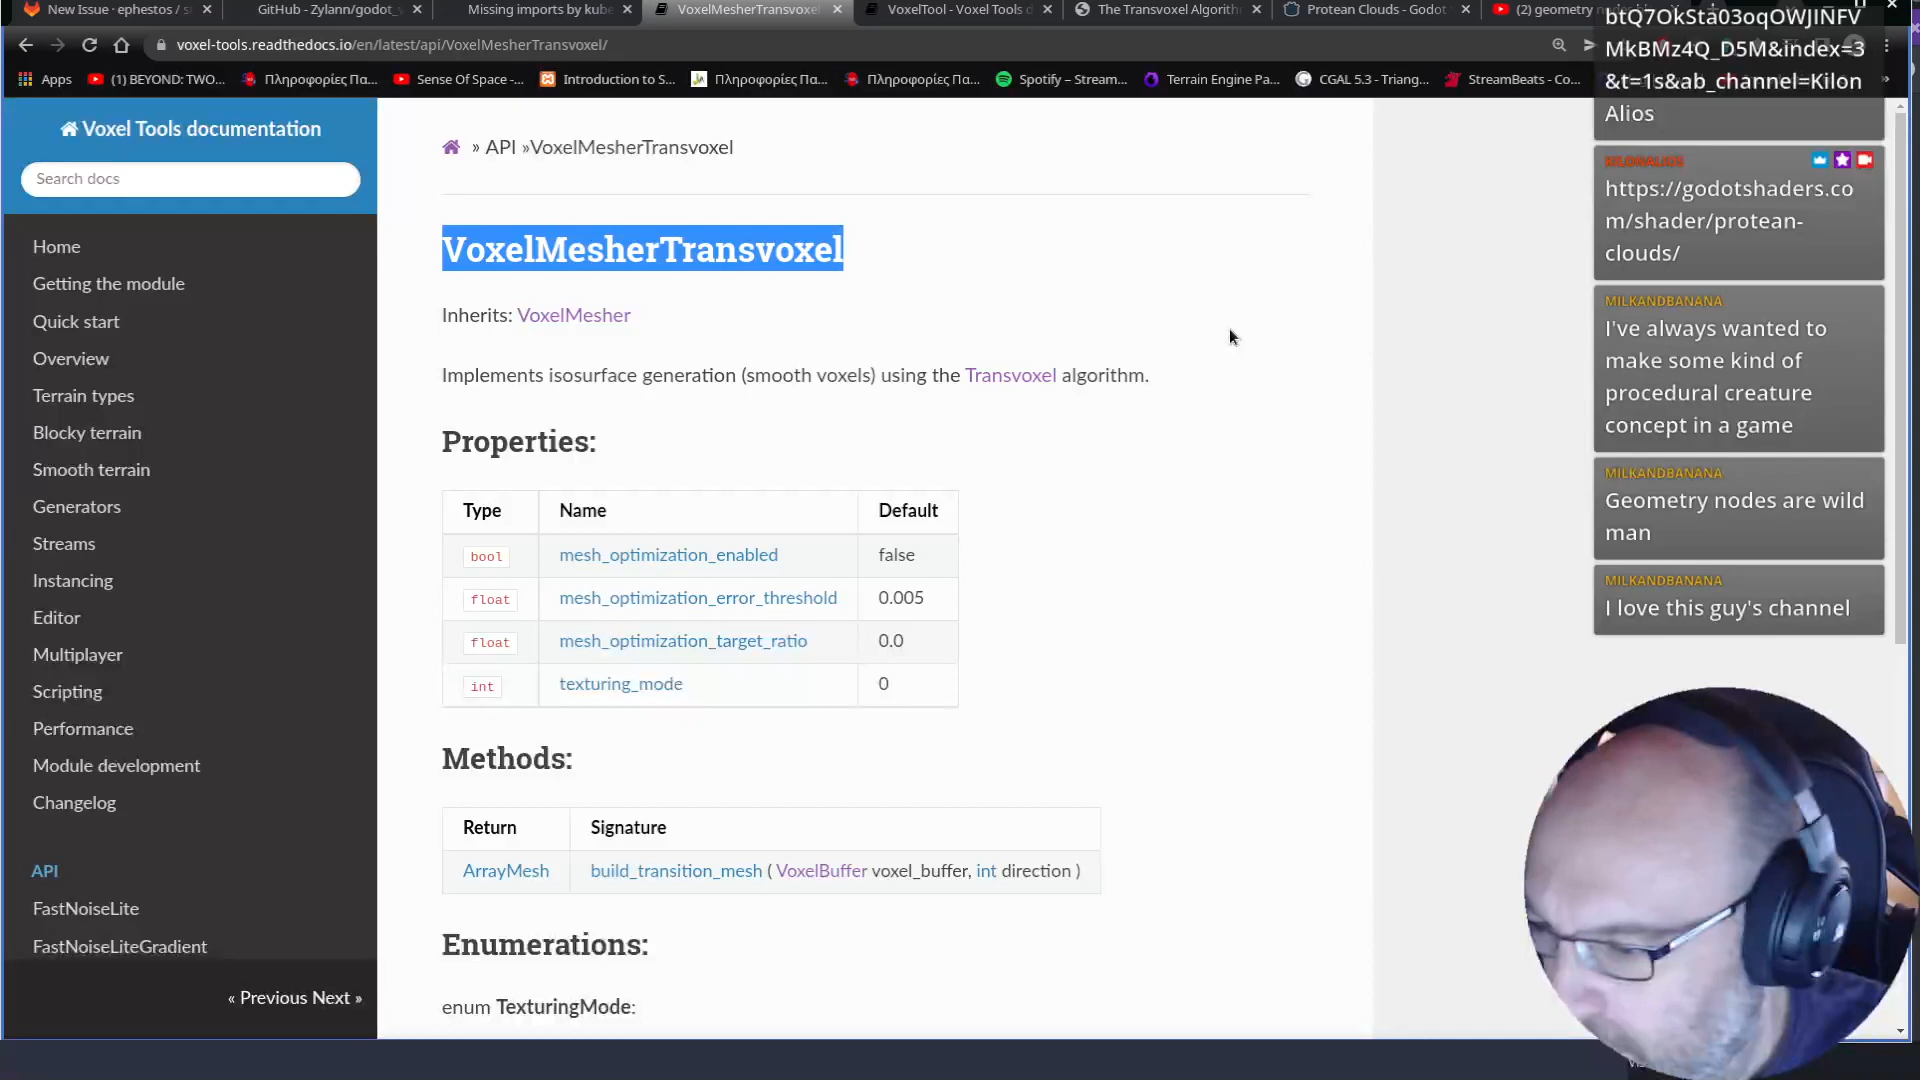 New Issue · ephestos / s
GitHub - Zylann/godot_
Missing imports by kube
VoxelMesherTransvoxel
VoxelTool - Voxel Tools d
The Transvoxel Algorith
Protean Clouds - Godot
(2) geometry
voxel-tools.readthedocs.io/en/latest/api/VoxelMesherTransvoxel/
Apps
(1) BEYOND: TWO...
Πληροφορίες Πα...
Sense Of Space -...
Introduction to S...
Πληροφορίες Πα...
Πληροφορίες Πα...
Spotify – Stream...
Terrain Engine Pa...
CGAL 5.3 - Triang...
StreamBeats - Co...
Voxel Tools documentation
Search docs
Home
Getting the module
Quick start
Overview
Terrain types
Blocky terrain
Smooth terrain
Generators
Streams
Instancing
Editor
Multiplayer
Scripting
Performance
Module development
Changelog
API
FastNoiseLite
FastNoiseLiteGradient
« Previous Next »
» API »VoxelMesherTransvoxel
VoxelMesherTransvoxel
Inherits: VoxelMesher
Implements isosurface generation (smooth voxels) using the Transvoxel algorithm.
Properties:
Type Name Default
bool mesh_optimization_enabled false
float mesh_optimization_error_threshold 0.005
float mesh_optimization_target_ratio 0.0
int texturing_mode 0
Methods:
Return Signature
ArrayMesh build_transition_mesh ( VoxelBuffer voxel_buffer, int direction )
Enumerations:
enum TexturingMode:
btQ7OkSta03oqOWJINFV
MkBMz4Q_D5M&index=3
&t=1s&ab_channel=Kilon
Alios
KILONALIOS
https://godotshaders.co
m/shader/protean-
clouds/
MILKANDBANANA
I've always wanted to
make some kind of
procedural creature
concept in a game
MILKANDBANANA
Geometry nodes are wild
man
MILKANDBANANA
I love this guy's channel